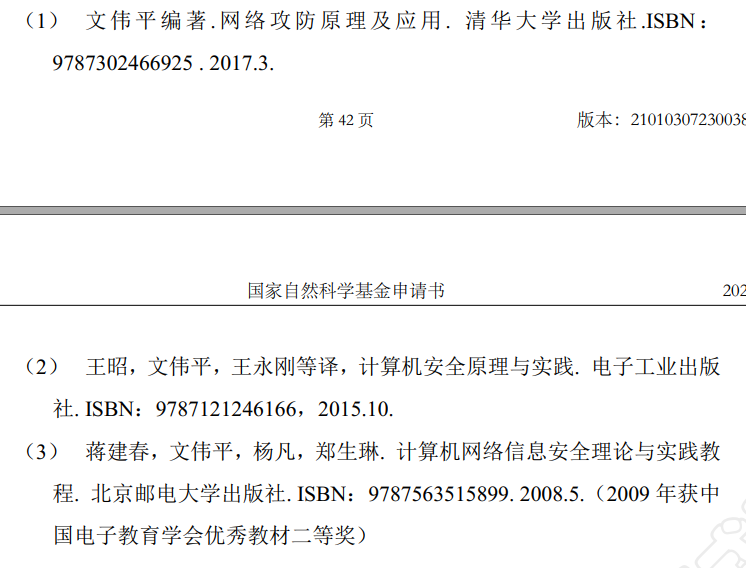 （1） 文伟平编著.网络攻防原理及应用. 清华大学出版社.ISBN：
9787302466925 . 2017.3.
第 42 页 版本：21010307230038
国家自然科学基金申请书 202
（2） 王昭，文伟平，王永刚等译，计算机安全原理与实践. 电子工业出版
社. ISBN：9787121246166，2015.10.
（3） 蒋建春，文伟平，杨凡，郑生琳. 计算机网络信息安全理论与实践教
程. 北京邮电大学出版社. ISBN：9787563515899. 2008.5.（2009 年获中
国电子教育学会优秀教材二等奖）